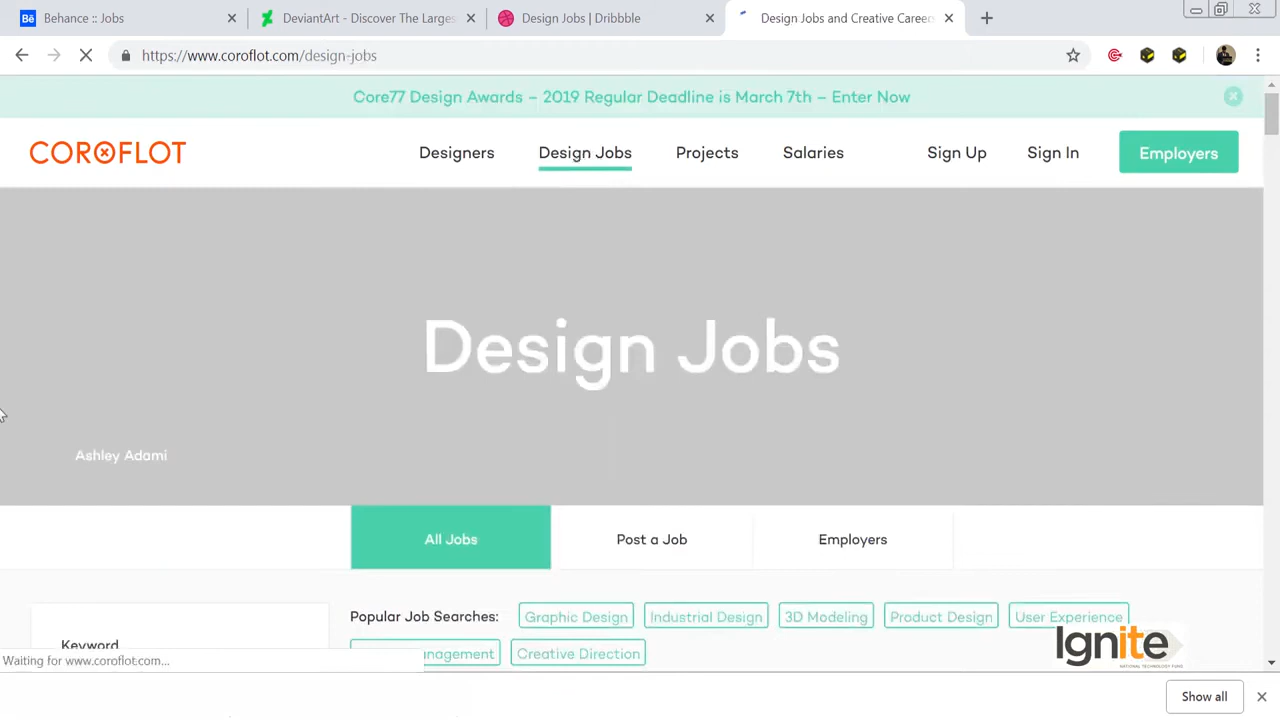 Behance :: Jobs
DeviantArt - Discover The Larges
Design Jobs | Dribbble
Design Jobs and Creative Career
https://www.coroflot.com/design-jobs
Core77 Design Awards – 2019 Regular Deadline is March 7th – Enter Now
COROFLOT
Designers
Design Jobs
Projects
Salaries
Sign Up
Sign In
Employers
Design Jobs
Ashley Adami
All Jobs
Post a Job
Employers
Popular Job Searches:
Graphic Design
Industrial Design
3D Modeling
Product Design
User Experience
Keyword
Creative Direction
Waiting for www.coroflot.com...
Ignite
NATIONAL TECHNOLOGY FUND
Show all